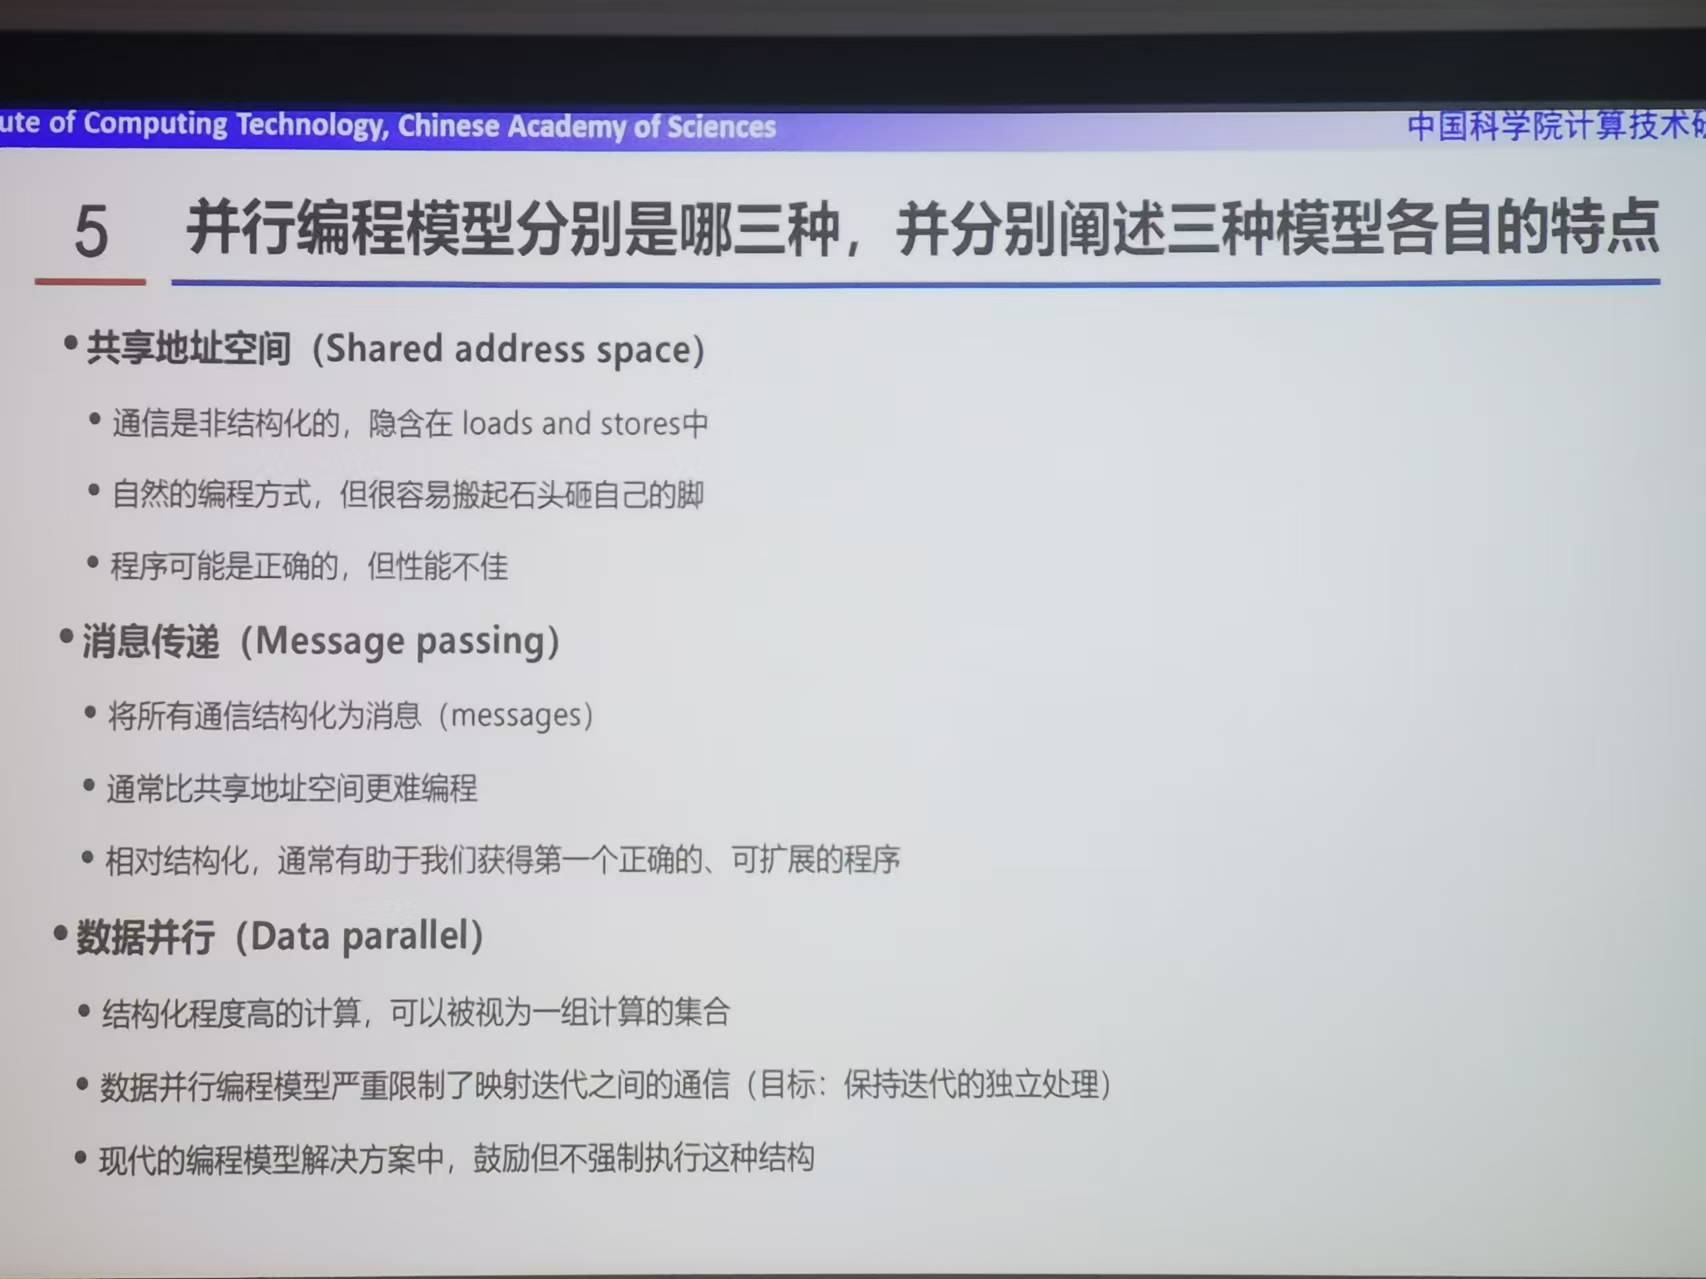 ute of Computing Technology, Chinese Academy of Sciences
中国科学院计算技术研
5 并行编程模型分别是哪三种，并分别阐述三种模型各自的特点
• 共享地址空间（Shared address space）
• 通信是非结构化的，隐含在 loads and stores中
• 自然的编程方式，但很容易搬起石头砸自己的脚
• 程序可能是正确的，但性能不佳
• 消息传递（Message passing）
• 将所有通信结构化为消息（messages）
• 通常比共享地址空间更难编程
• 相对结构化，通常有助于我们获得第一个正确的、可扩展的程序
• 数据并行（Data parallel）
• 结构化程度高的计算，可以被视为一组计算的集合
• 数据并行编程模型严重限制了映射迭代之间的通信（目标：保持迭代的独立处理）
• 现代的编程模型解决方案中，鼓励但不强制执行这种结构